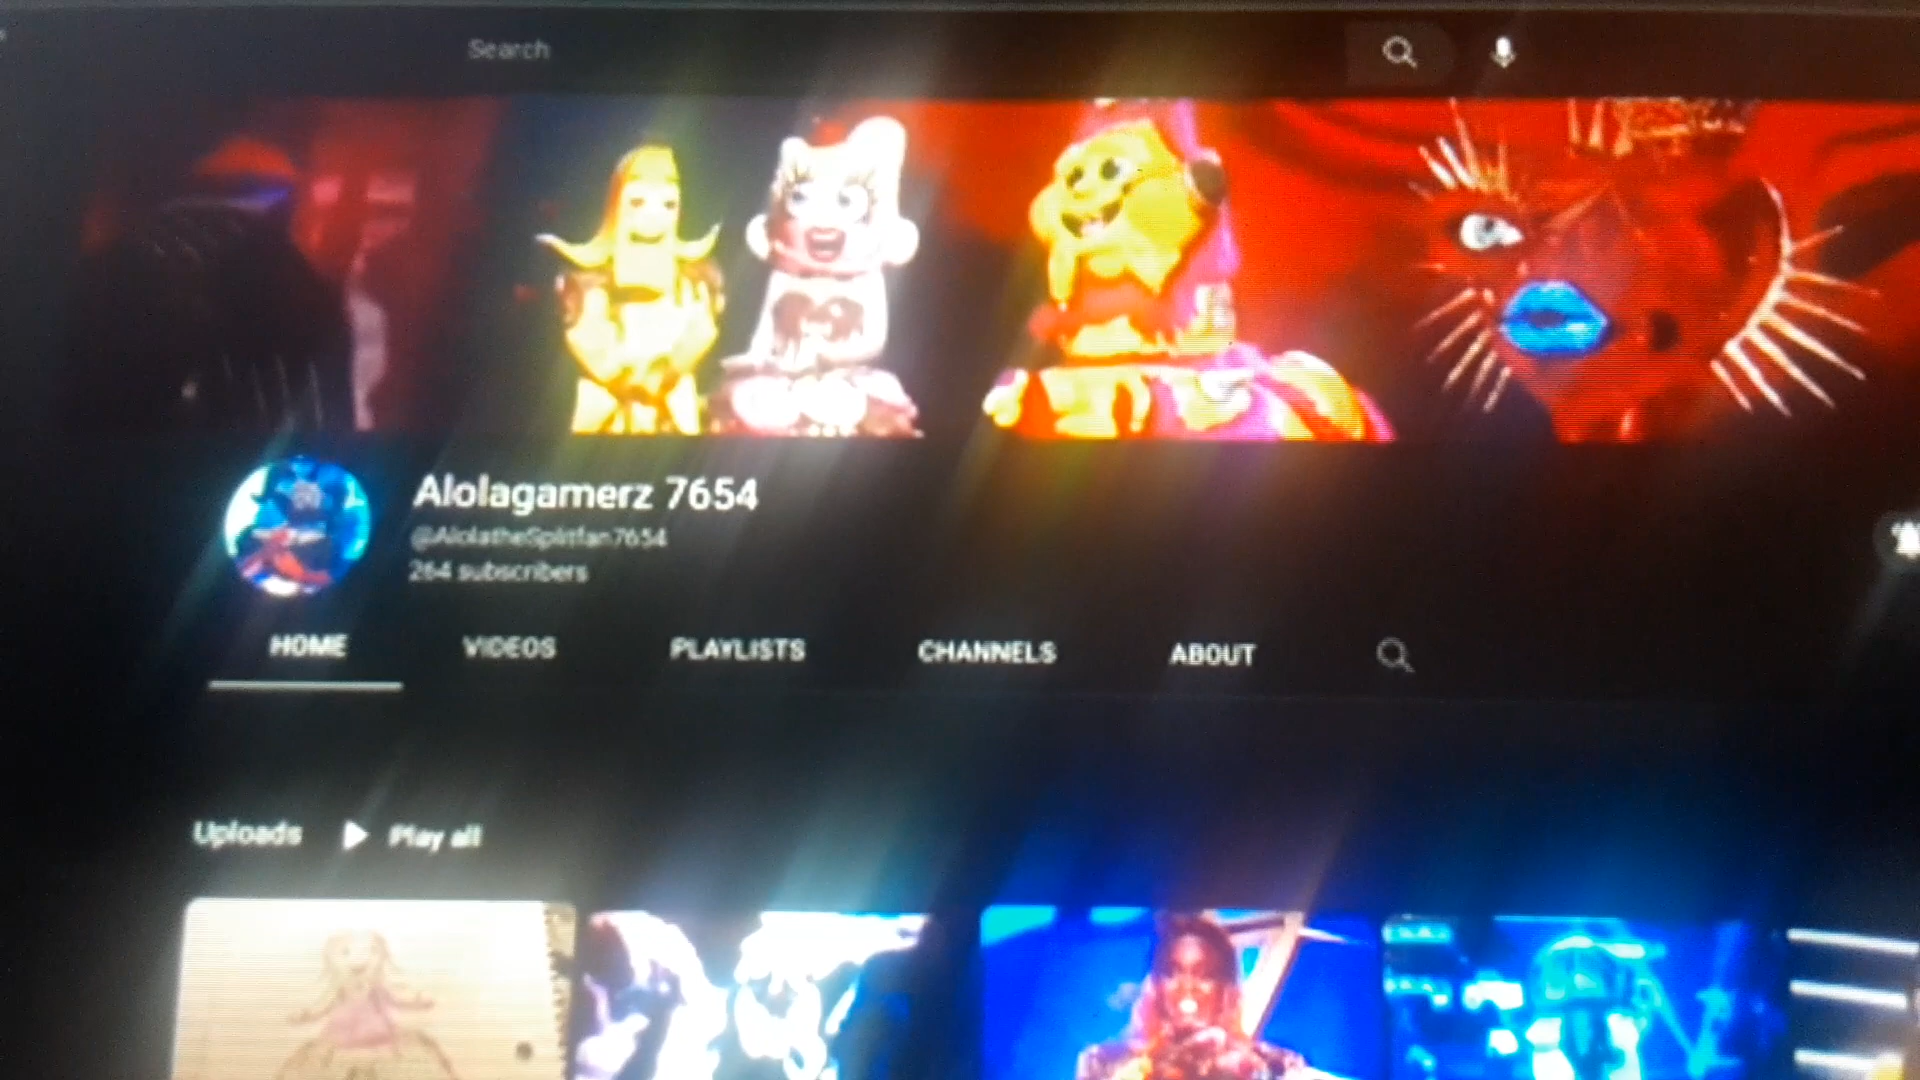 Search
Alolagamerz 7654
@AlolatheSplitfan7654
264 subscribers
HOME VIDEOS PLAYLISTS CHANNELS ABOUT
Uploads Play all